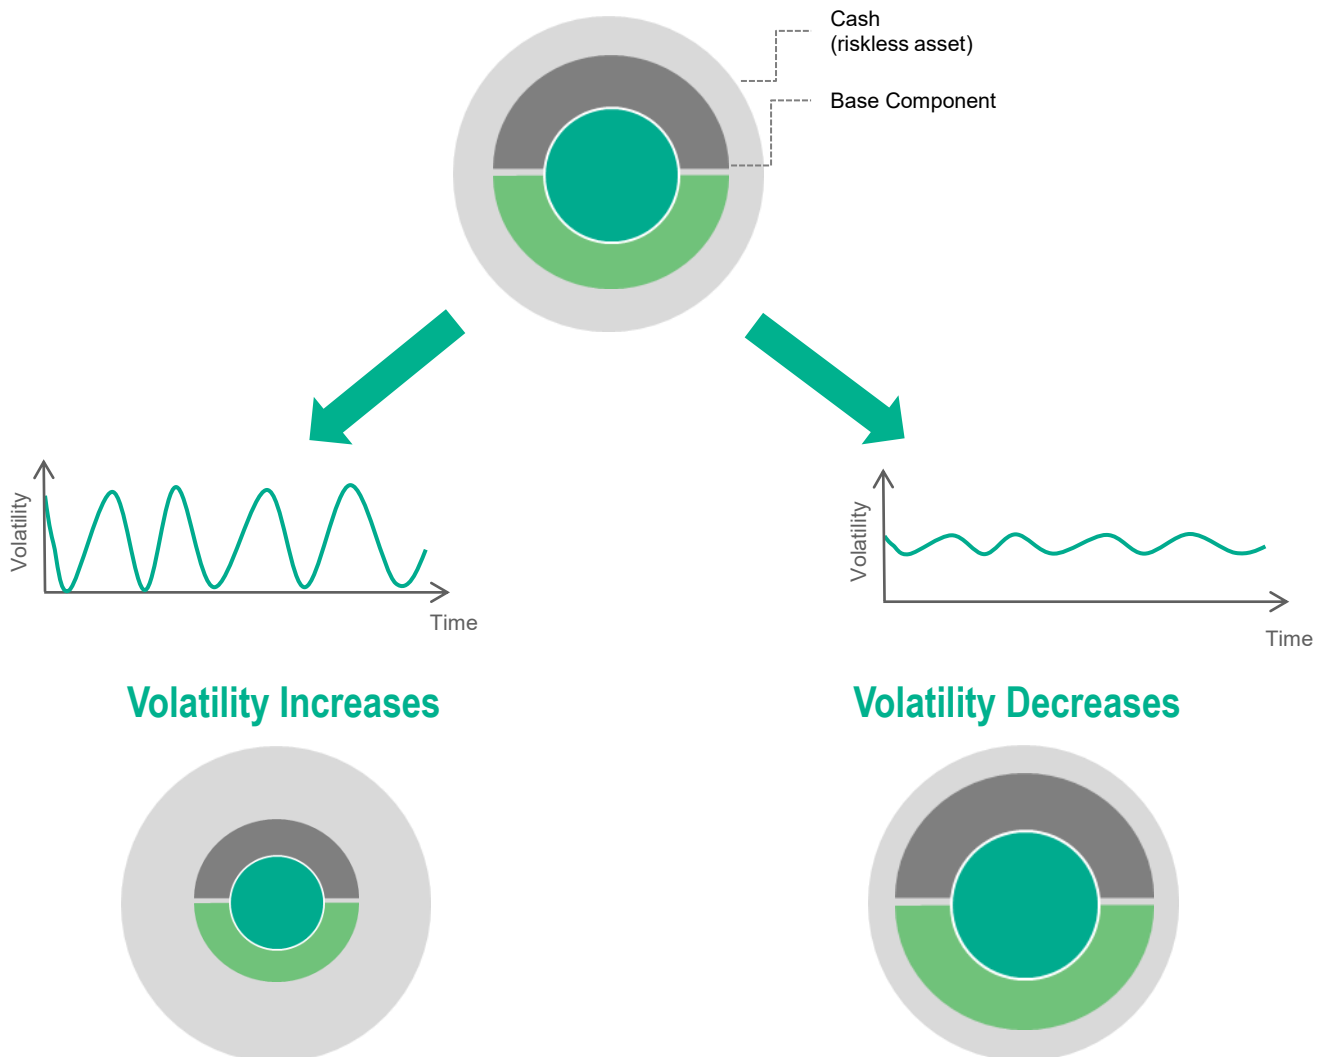 Cash
(riskless asset)
Base Component
Volatility
Time
Volatility
Time
Volatility Increases
Volatility Decreases